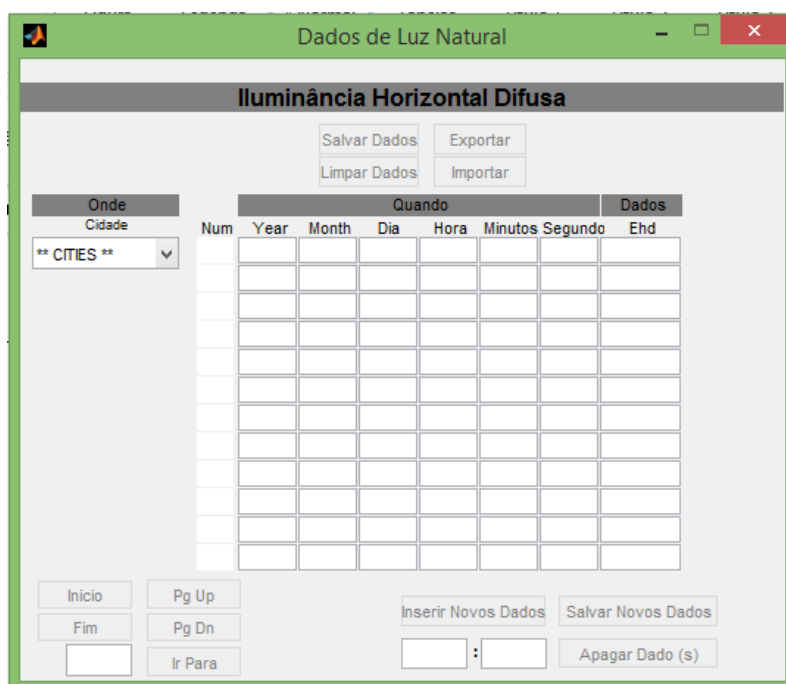 Dados de Luz Natural
Iluminância Horizontal Difusa
Salvar Dados Exportar
Limpar Dados Importar
Onde Quando Dados
Cidade
Num Year Month Dia Hora Minutos Segundo Ehd
** CITIES **
Inicio Pg Up
Inserir Novos Dados Salvar Novos Dados
Fim Pg Dn
: Apagar Dado (s)
Ir Para